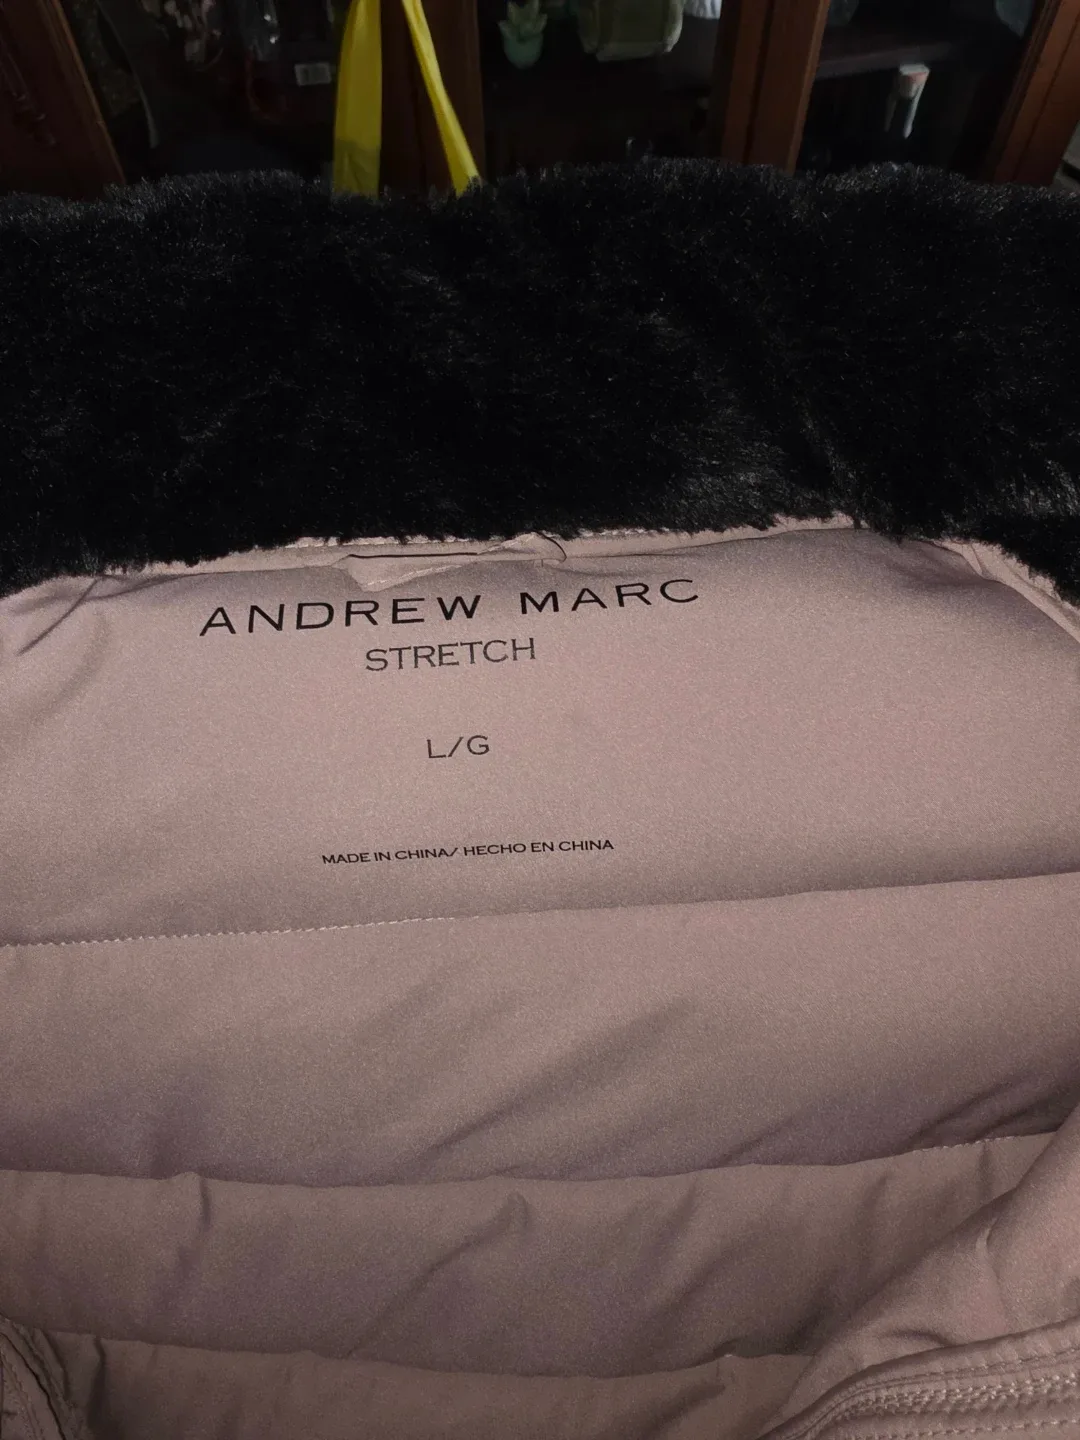 ANDREW MARC
STRETCH
L/G
MADE IN CHINA/ HECHO EN CHINA